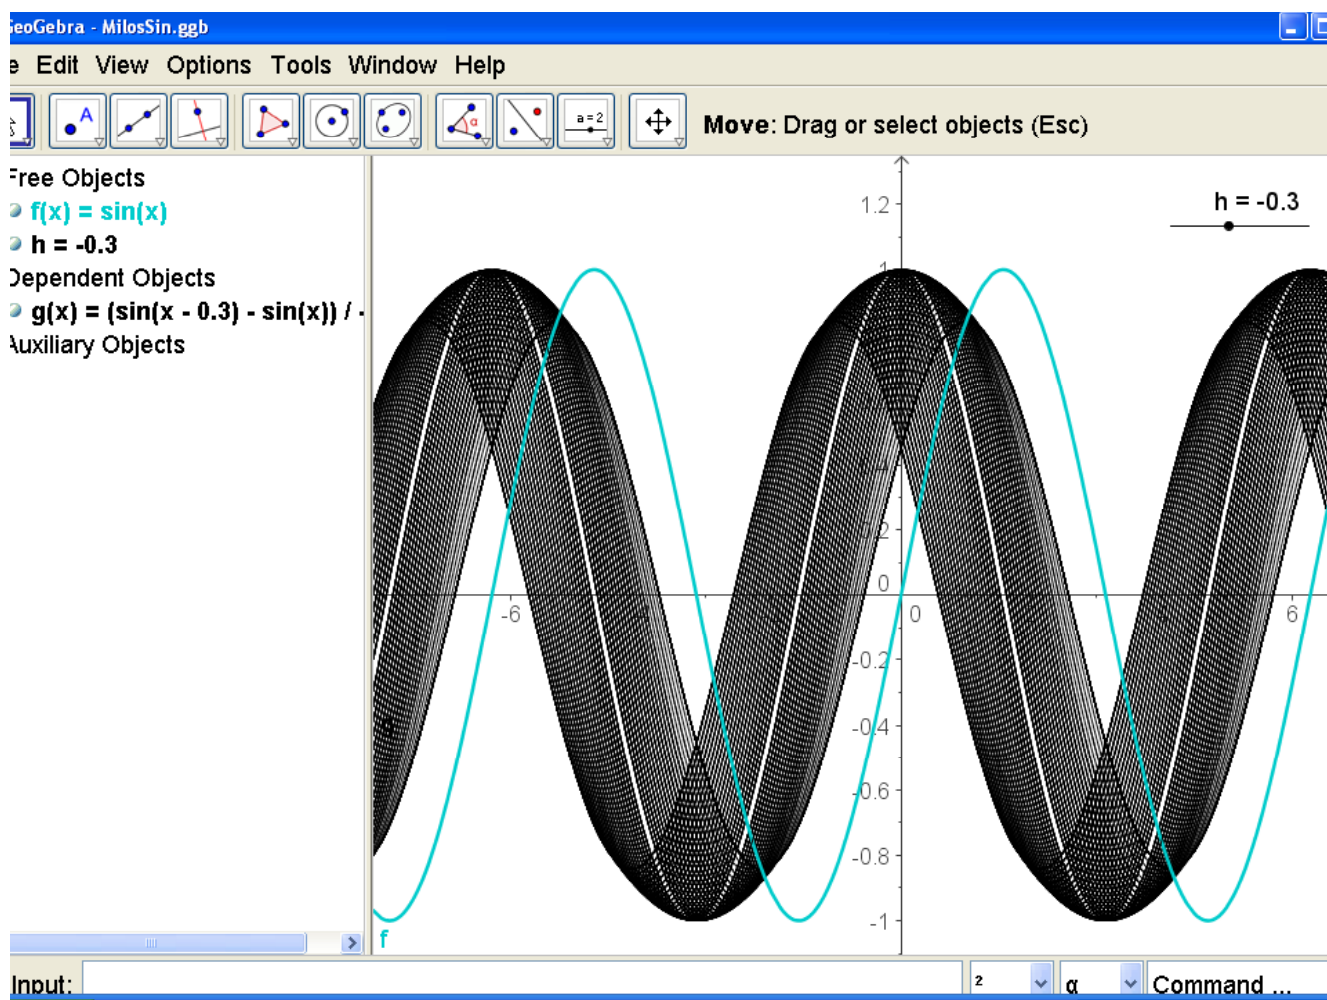 GeoGebra - MilosSin.ggb
e Edit View Options Tools Window Help
A α a = 2
Move: Drag or select objects (Esc)
Free Objects
f(x) = sin(x)
h = -0.3
Dependent Objects
g(x) = (sin(x - 0.3) - sin(x)) / -
Auxiliary Objects
h = -0.3
1.2
1
0.2
0
-6
0
6
-0.2
-0.4
-0.6
-0.8
-1
g
f
Input:
2
α
Command ...